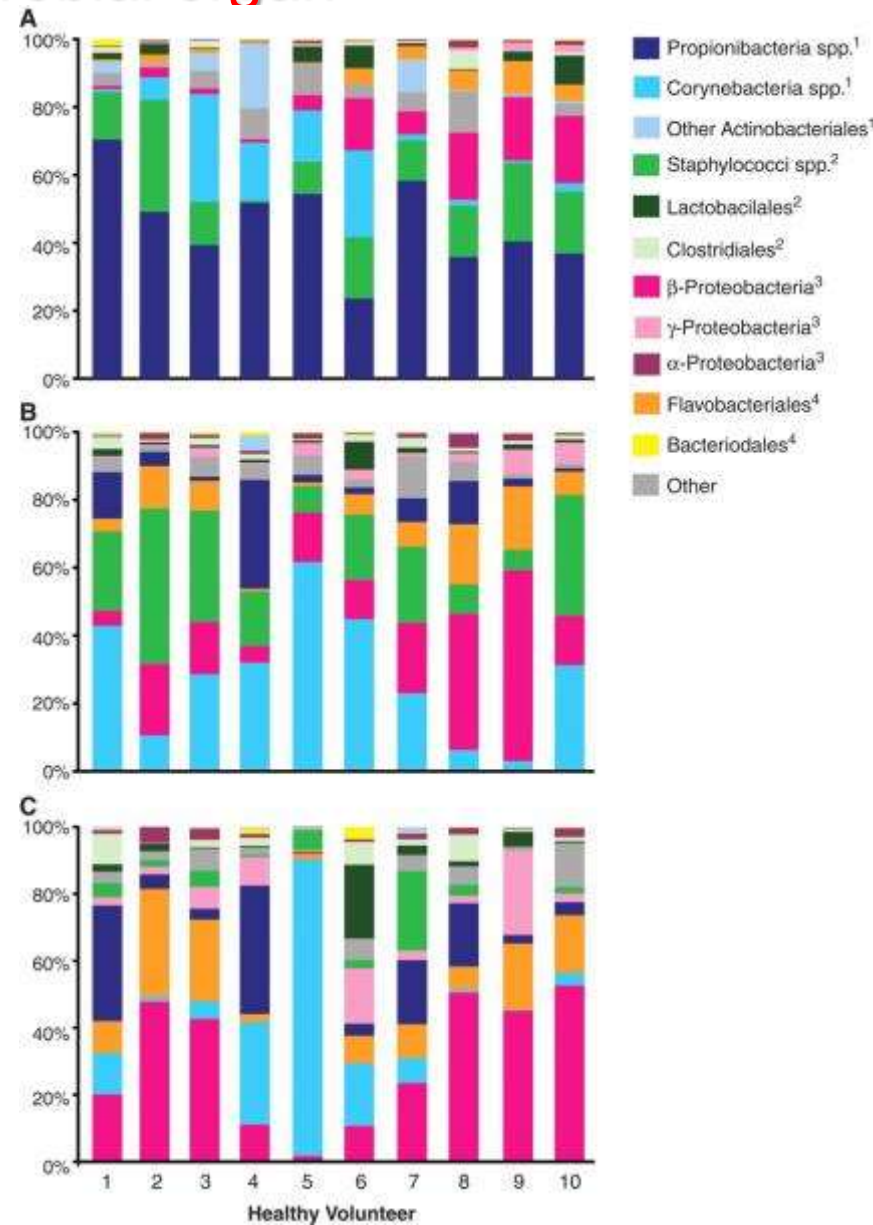 A
100%
80%
60%
40%
20%
0%
Propionibacteria spp.¹
Corynebacteria spp.¹
Other Actinobacteriales¹
Staphylococci spp.²
Lactobacilales²
Clostridiales²
β-Proteobacteria³
γ-Proteobacteria³
α-Proteobacteria³
Flavobacteriales⁴
Bacteriodales⁴
Other
B
100%
80%
60%
40%
20%
0%
C
100%
80%
60%
40%
20%
0%
1 2 3 4 5 6 7 8 9 10
Healthy Volunteer